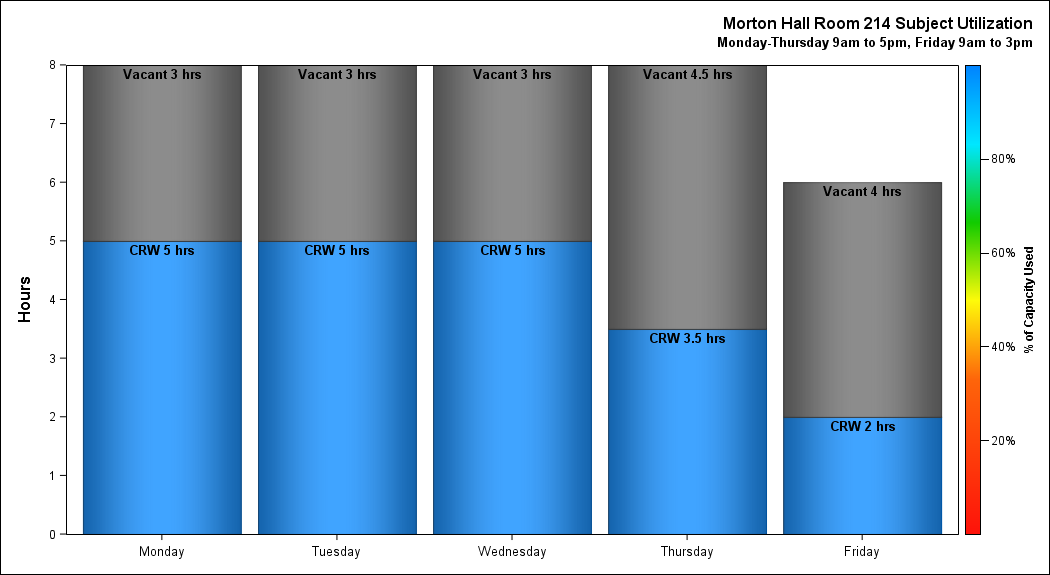 Morton Hall Room 214 Subject Utilization
Monday-Thursday 9am to 5pm, Friday 9am to 3pm
8
7
6
5
4
3
2
1
0
Hours
Vacant 3 hrs
Vacant 3 hrs
Vacant 3 hrs
Vacant 4.5 hrs
Vacant 4 hrs
CRW 5 hrs
CRW 5 hrs
CRW 5 hrs
CRW 3.5 hrs
CRW 2 hrs
Monday
Tuesday
Wednesday
Thursday
Friday
80%
60%
40%
20%
% of Capacity Used